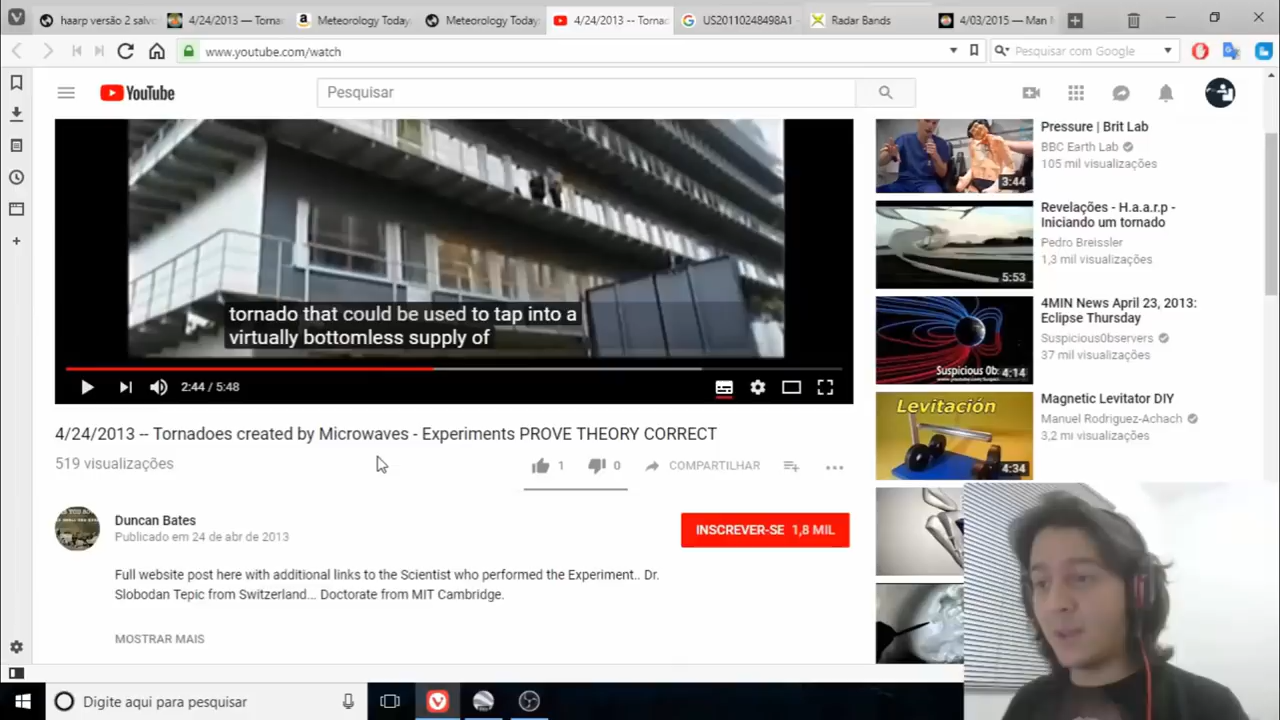 haarp versão 2 salvo
4/24/2013 — Torna
Meteorology Today:
Meteorology Today:
4/24/2013 -- Tornad
US20110248498A1 -
Radar Bands
4/03/2015 — Man M
www.youtube.com/watch
Pesquisar com Google
YouTube
Pesquisar
tornado that could be used to tap into a
virtually bottomless supply of
2:44 / 5:48
4/24/2013 -- Tornadoes created by Microwaves - Experiments PROVE THEORY CORRECT
519 visualizações
1
0
COMPARTILHAR
Duncan Bates
Publicado em 24 de abr de 2013
INSCREVER-SE 1,8 MIL
Full website post here with additional links to the Scientist who performed the Experiment.. Dr.
Slobodan Tepic from Switzerland... Doctorate from MIT Cambridge.
MOSTRAR MAIS
Pressure | Brit Lab
BBC Earth Lab
105 mil visualizações
3:44
Revelações - H.a.a.r.p -
Iniciando um tornado
Pedro Breissler
1,3 mil visualizações
5:53
4MIN News April 23, 2013:
Eclipse Thursday
Suspicious0bservers
37 mil visualizações
Suspicious 0b
4:14
Magnetic Levitator DIY
Manuel Rodriguez-Achach
3,2 mi visualizações
Levitación
4:34
Digite aqui para pesquisar